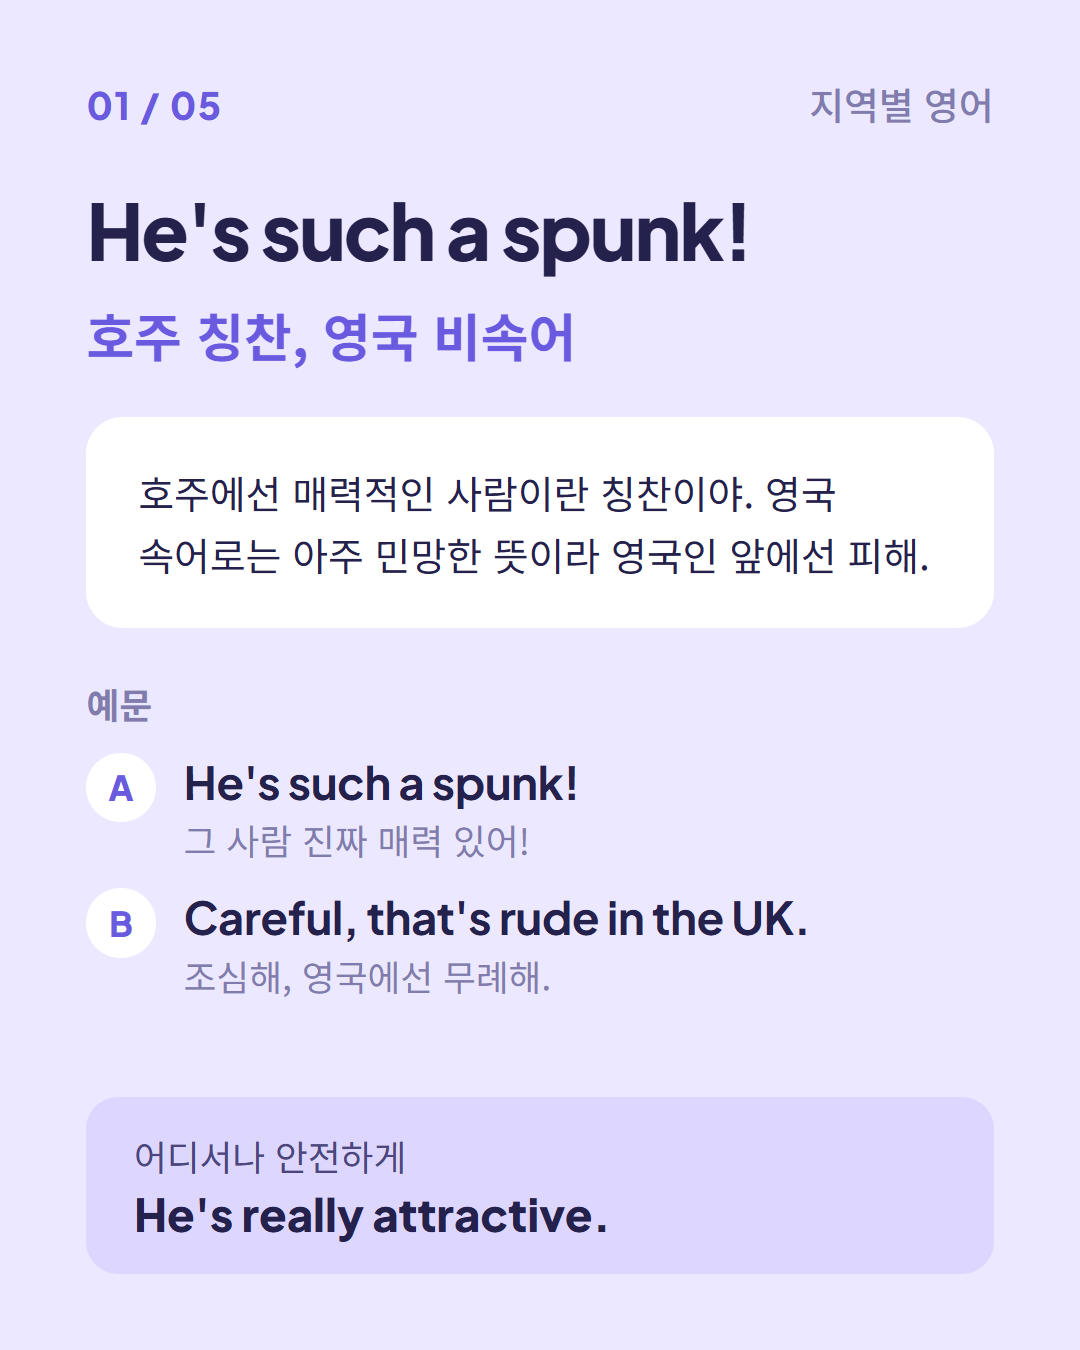 01 / 05
지역별 영어
He's such a spunk!
호주 칭찬, 영국 비속어
호주에선 매력적인 사람이란 칭찬이야. 영국
속어로는 아주 민망한 뜻이라 영국인 앞에선 피해.
예문
A
He's such a spunk!
그 사람 진짜 매력 있어!
B
Careful, that's rude in the UK.
조심해, 영국에선 무례해.
어디서나 안전하게
He's really attractive.